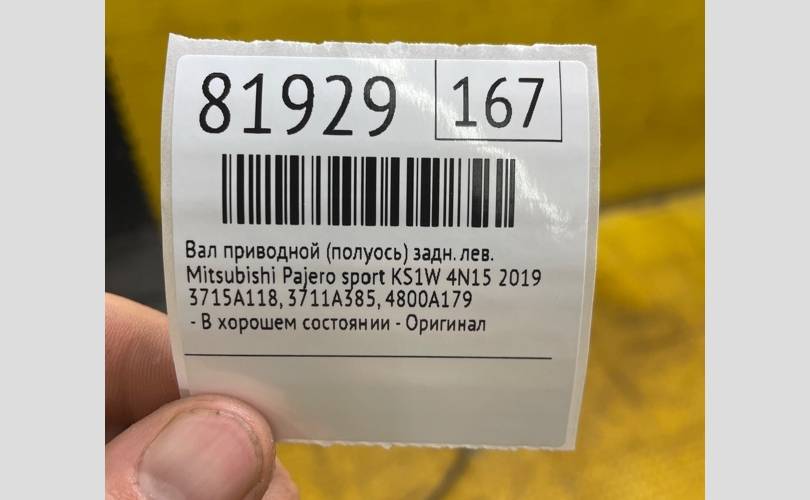 81929 167
Вал приводной (полуось) задн. лев.
Mitsubishi Pajero sport KS1W 4N15 2019
3715A118, 3711A385, 4800A179
- В хорошем состоянии - Оригинал